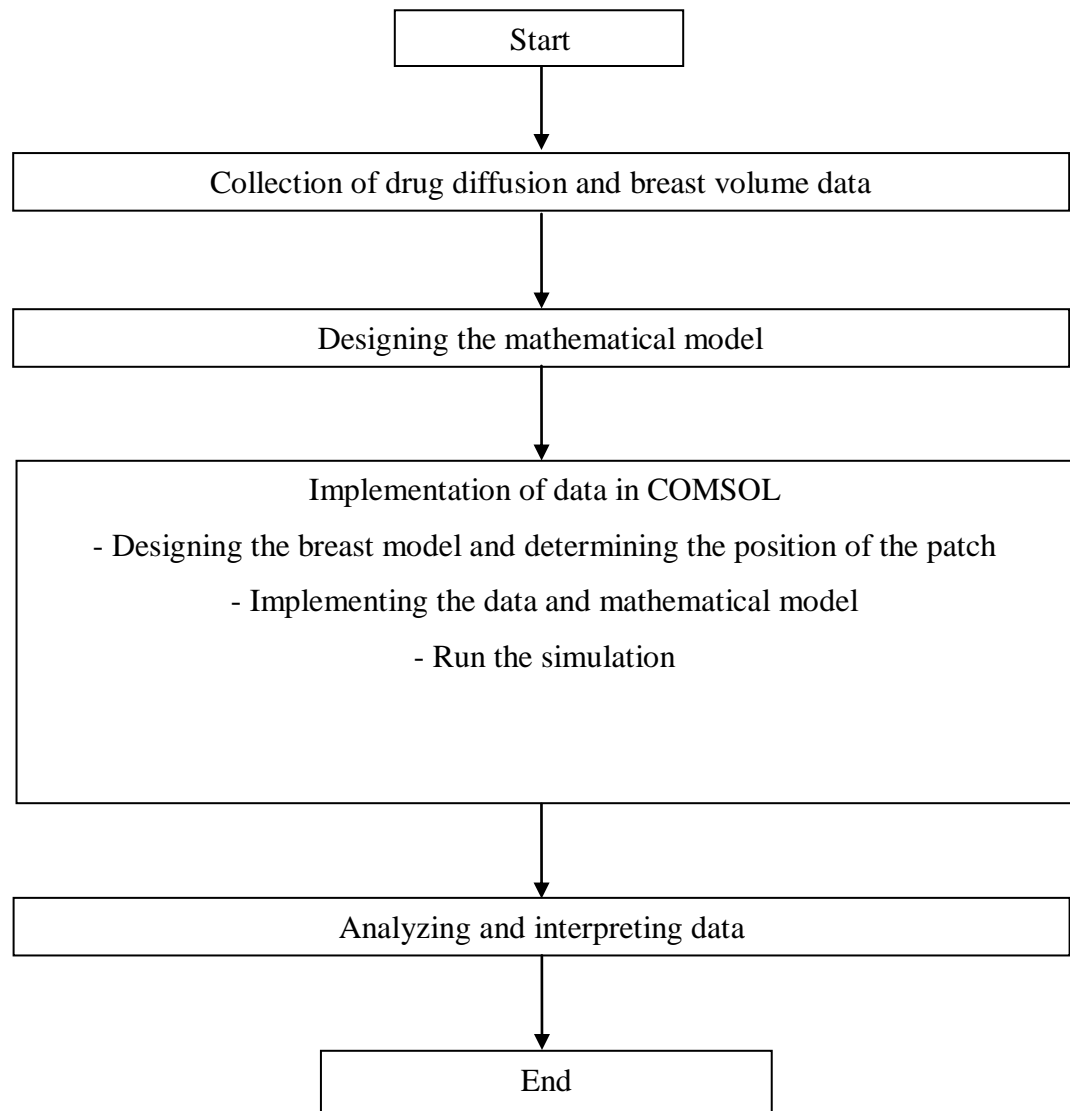 Start
Collection of drug diffusion and breast volume data
Designing the mathematical model
Implementation of data in COMSOL
- Designing the breast model and determining the position of the patch
- Implementing the data and mathematical model
- Run the simulation
Analyzing and interpreting data
End